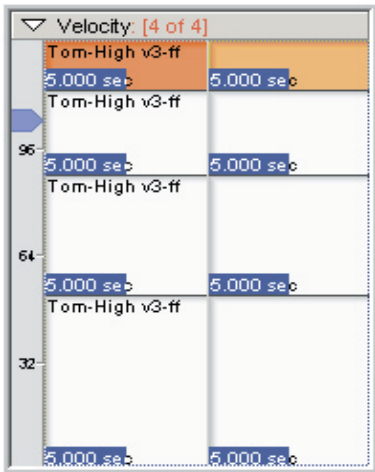 Velocity: [4 of 4]
Tom-High v3-ff
5.000 sec 5.000 sec
Tom-High v3-ff
96
5.000 sec 5.000 sec
Tom-High v3-ff
64
5.000 sec 5.000 sec
Tom-High v3-ff
32
5.000 sec 5.000 sec